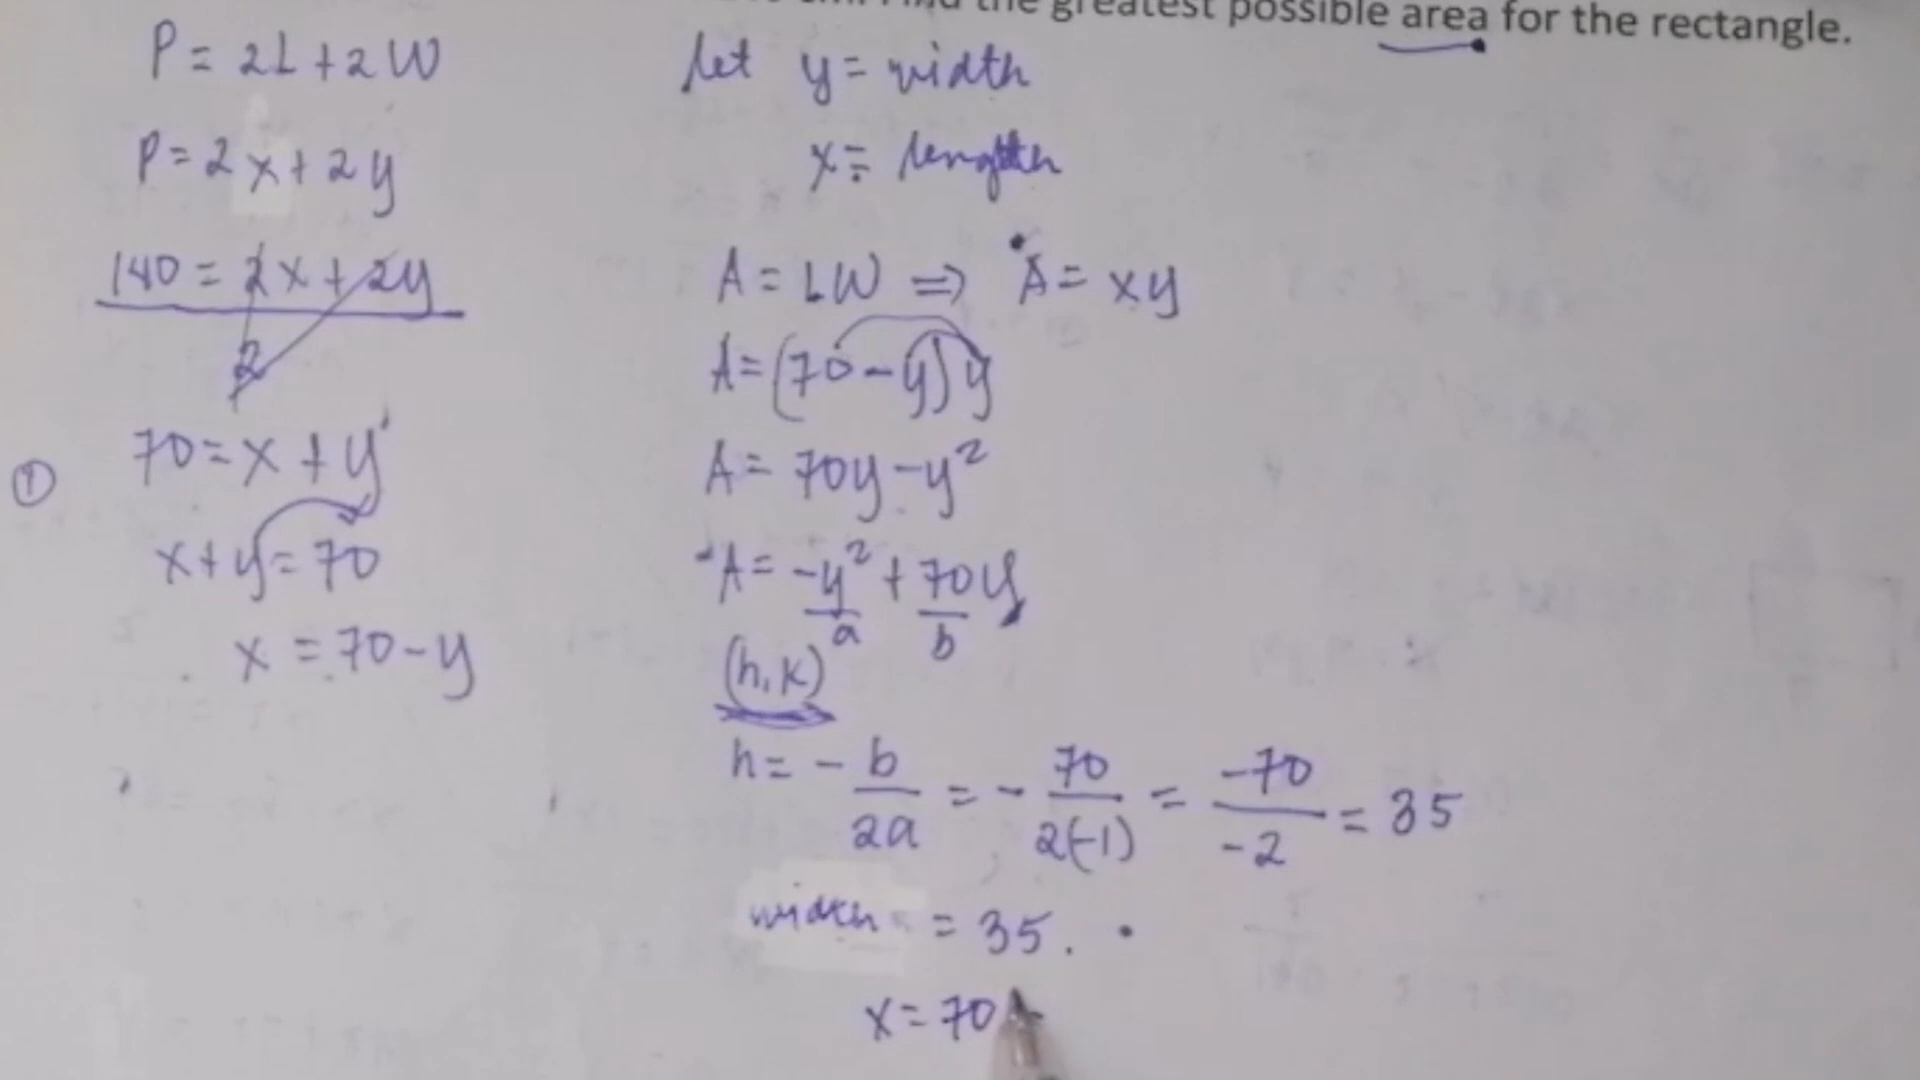 the greatest possible area for the rectangle.
P = 2L + 2W
P = 2x + 2y
140 = 2x + 2y
2
① 70 = x + y
x + y = 70
x = 70 - y
Let y = width
x = length
A = LW ⇒ A = xy
A = (70 - y) y
A = 70y - y²
A = -y² + 70y
a b
(h, k)
h = - b/2a = - 70/2(-1) = -70/-2 = 35
width = 35.
x = 70 -